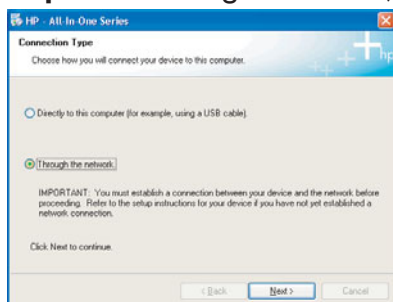 HP - All-In-One Series
Connection Type
Choose how you will connect your device to this computer.
hp
Directly to this computer (for example, using a USB cable).
Through the network.
IMPORTANT: You must establish a connection between your device and the network before
proceeding. Refer to the setup instructions for your device if you have not yet established a
network connection.
Click Next to continue.
< Back Next > Cancel